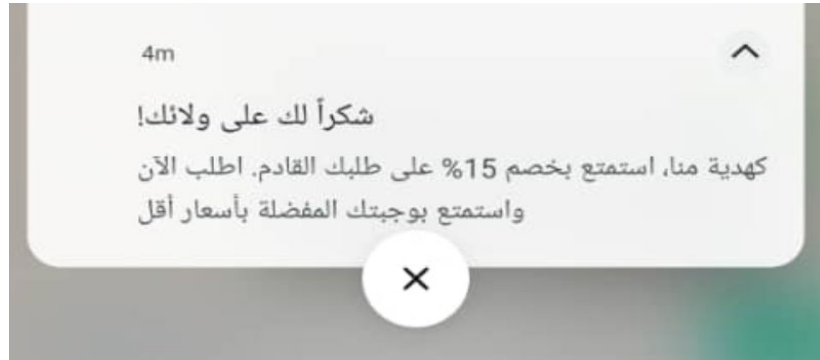 4m
شكراً لك على ولائك!
كهدية منا، استمتع بخصم 15% على طلبك القادم. اطلب الآن
واستمتع بوجبتك المفضلة بأسعار أقل